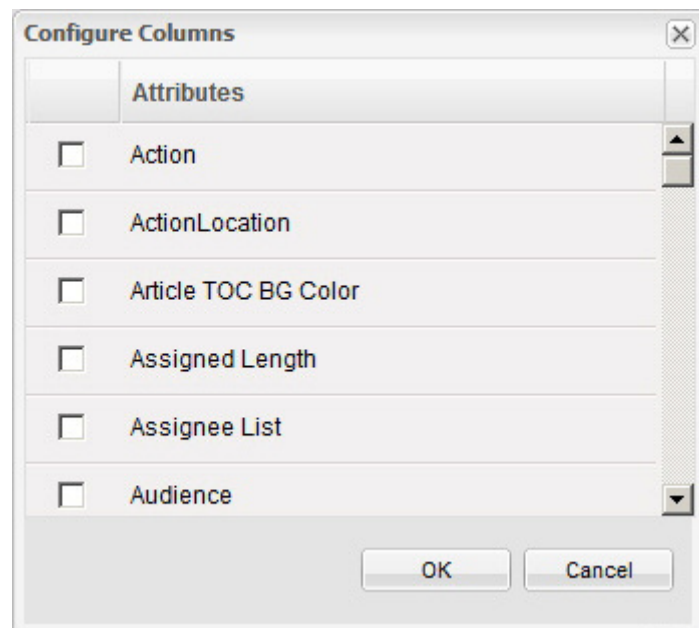 Configure Columns
Attributes
Action
ActionLocation
Article TOC BG Color
Assigned Length
Assignee List
Audience
OK Cancel